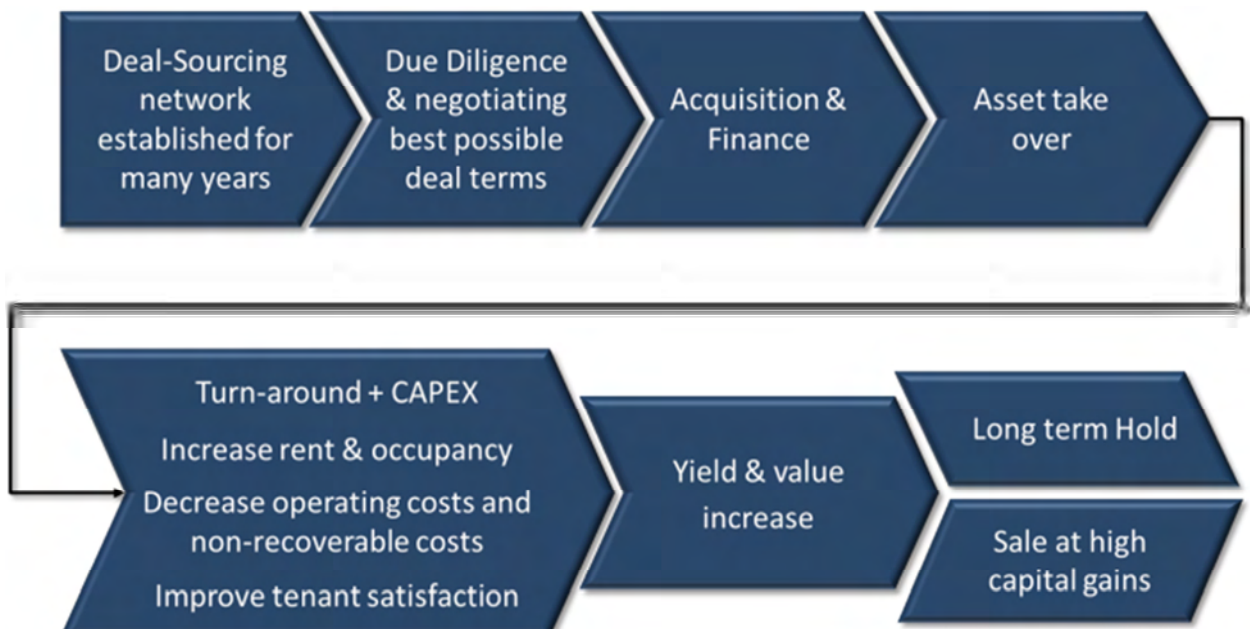 Deal-Sourcing
network
established for
many years
Due Diligence
& negotiating
best possible
deal terms
Acquisition &
Finance
Asset take
over
Turn-around + CAPEX
Increase rent & occupancy
Decrease operating costs and
non-recoverable costs
Improve tenant satisfaction
Yield & value
increase
Long term Hold
Sale at high
capital gains